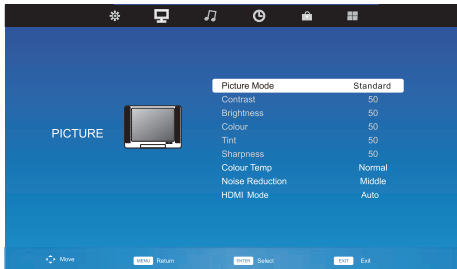 Picture Mode Standard
Contrast 50
Brightness 50
Colour 50
PICTURE
Tint 50
Sharpness 50
Colour Temp Normal
Noise Reduction Middle
HDMI Mode Auto
Move MENU Return ENTER Select EXIT Exit